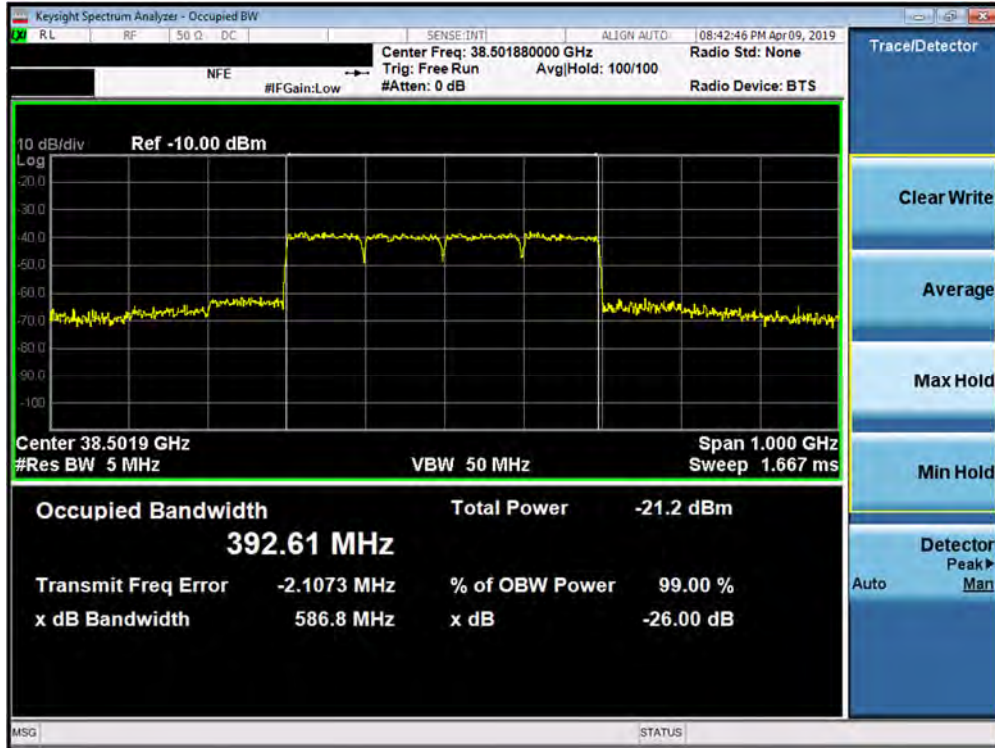 Keysight Spectrum Analyzer - Occupied BW
LXI RL RF 50 Ω DC SENSE:INT ALIGN AUTO 08:42:46 PM Apr 09, 2019
Center Freq: 38.501880000 GHz Radio Std: None
NFE Trig: Free Run Avg|Hold: 100/100
#IFGain:Low #Atten: 0 dB Radio Device: BTS
10 dB/div Ref -10.00 dBm
Log
-20.0
-30.0
-40.0
-50.0
-60.0
-70.0
-80.0
-90.0
-100
Center 38.5019 GHz Span 1.000 GHz
#Res BW 5 MHz VBW 50 MHz Sweep 1.667 ms
Occupied Bandwidth Total Power -21.2 dBm
392.61 MHz
Transmit Freq Error -2.1073 MHz % of OBW Power 99.00 %
x dB Bandwidth 586.8 MHz x dB -26.00 dB
MSG STATUS
Trace/Detector
Clear Write
Average
Max Hold
Min Hold
Detector
Peak▶
Auto Man